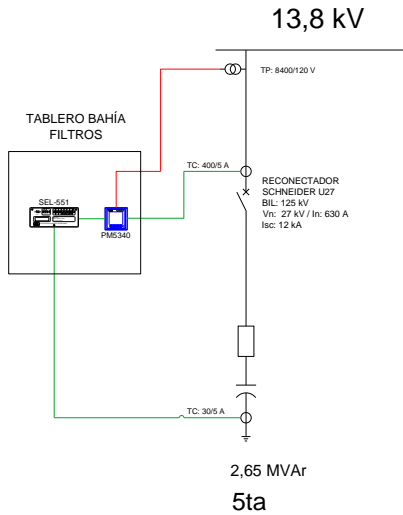 13,8 kV
TP: 8400/120 V
TABLERO BAHÍA
FILTROS
TC: 400/5 A
RECONECTADOR
SCHNEIDER U27
BIL: 125 kV
Vn:  27 kV / In: 630 A
Isc: 12 kA
SEL-551
PM5340
TC: 30/5 A
2,65 MVAr
5ta